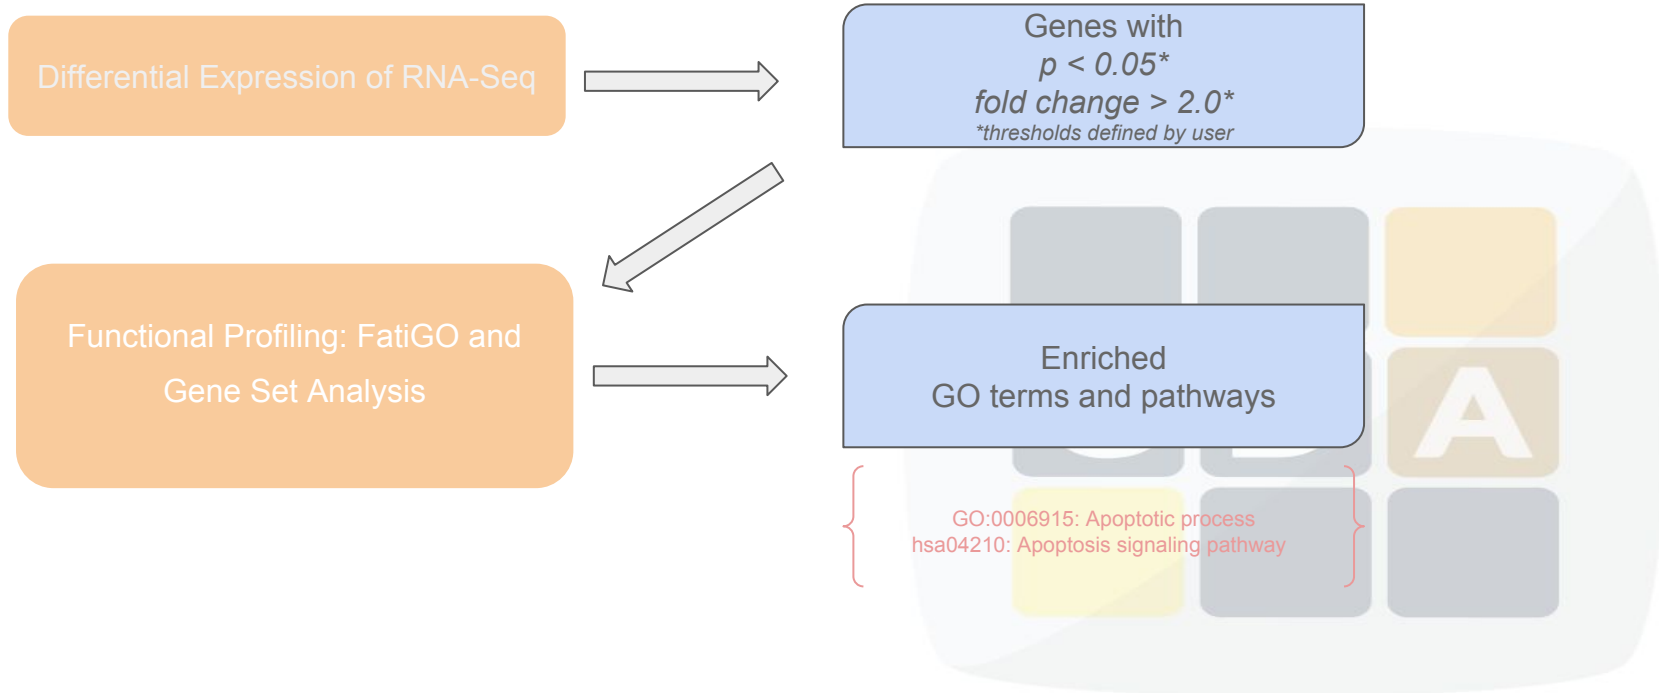 Differential Expression of RNA-Seq
Genes with
p < 0.05*
fold change > 2.0*
*thresholds defined by user
Functional Profiling: FatiGO and
Gene Set Analysis
Enriched
GO terms and pathways
A
GO:0006915: Apoptotic process
hsa04210: Apoptosis signaling pathway